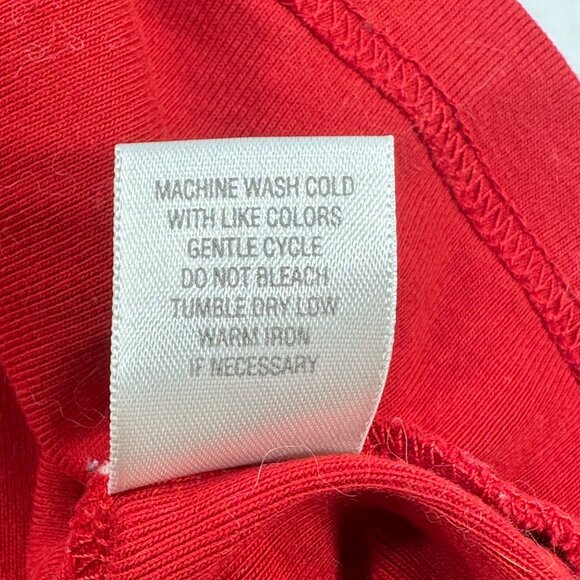 MACHINE WASH COLD
WITH LIKE COLORS
GENTLE CYCLE
DO NOT BLEACH
TUMBLE DRY LOW
WARM IRON
IF NECESSARY